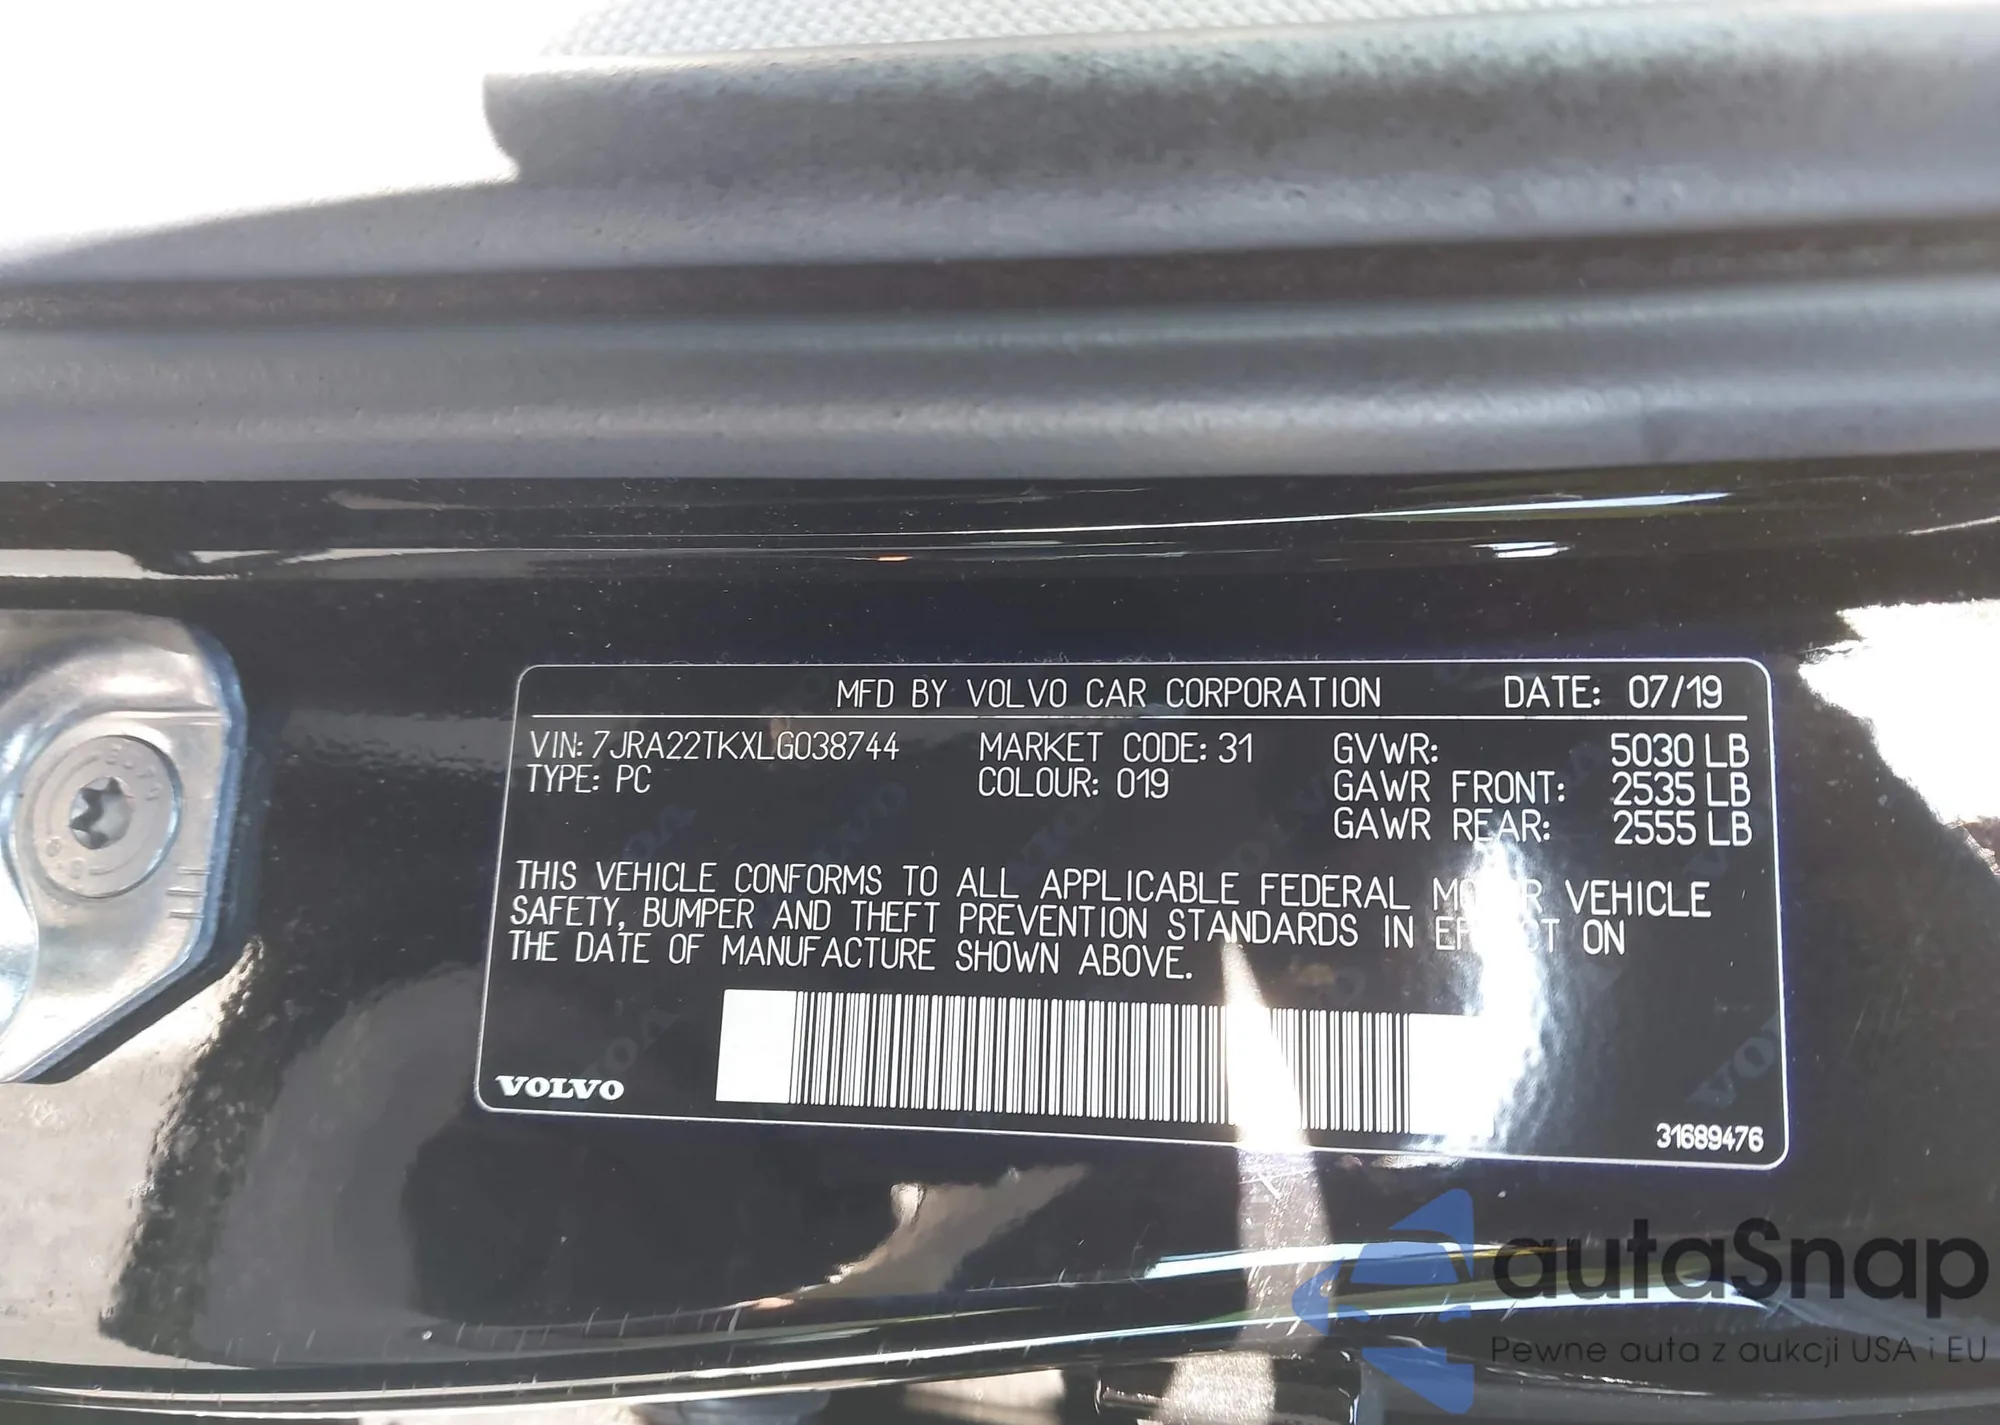 MFD BY VOLVO CAR CORPORATION DATE: 07/19
VIN: 7JRA22TKXLG038744 MARKET CODE: 31 GVWR: 5030 LB
TYPE: PC COLOUR: 019 GAWR FRONT: 2535 LB
GAWR REAR: 2555 LB
THIS VEHICLE CONFORMS TO ALL APPLICABLE FEDERAL MOTOR VEHICLE
SAFETY, BUMPER AND THEFT PREVENTION STANDARDS IN EFFECT ON
THE DATE OF MANUFACTURE SHOWN ABOVE.
VOLVO
31689476
autaSnap
Pewne auta z aukcji USA i EU